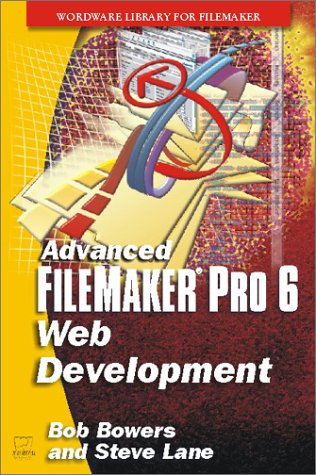 WORDWARE LIBRARY FOR FILEMAKER
Advanced
FILEMAKER® PRO 6
Web
Development
Bob Bowers
and Steve Lane